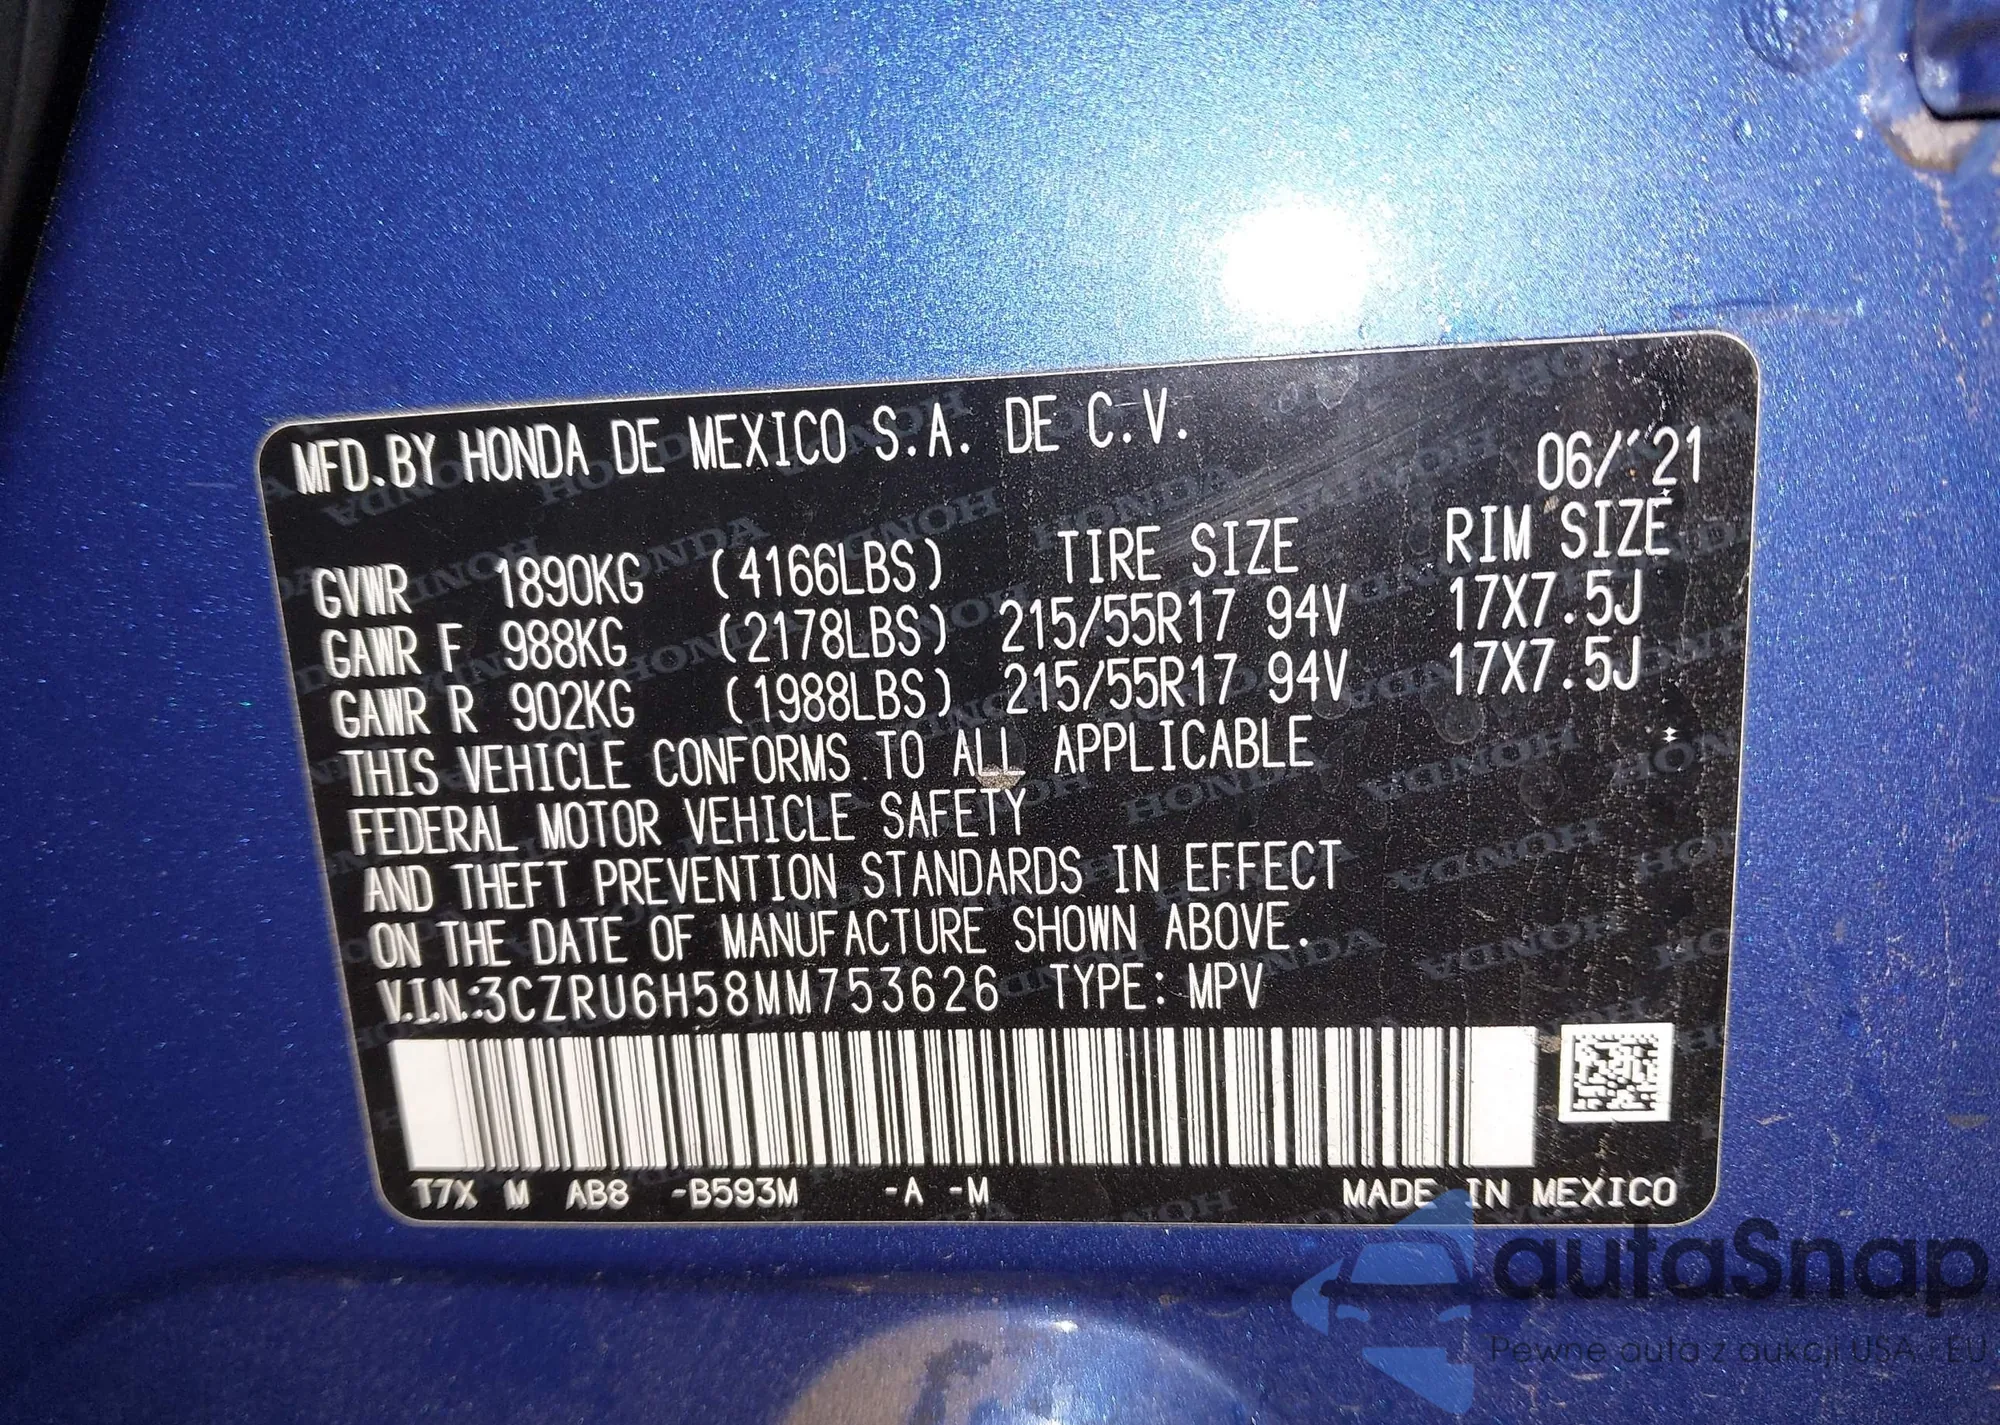 MFD.BY HONDA DE MEXICO S.A. DE C.V.
06/ 21
GVWR 1890KG (4166LBS) TIRE SIZE RIM SIZE
GAWR F 988KG (2178LBS) 215/55R17 94V 17X7.5J
GAWR R 902KG (1988LBS) 215/55R17 94V 17X7.5J
THIS VEHICLE CONFORMS TO ALL APPLICABLE
FEDERAL MOTOR VEHICLE SAFETY
AND THEFT PREVENTION STANDARDS IN EFFECT
ON THE DATE OF MANUFACTURE SHOWN ABOVE.
V.I.N.:3CZRU6H58MM753626 TYPE: MPV
T7X M AB8 -B593M -A -M MADE IN MEXICO
autaSnap
Pewne auta z aukcji USA - EU